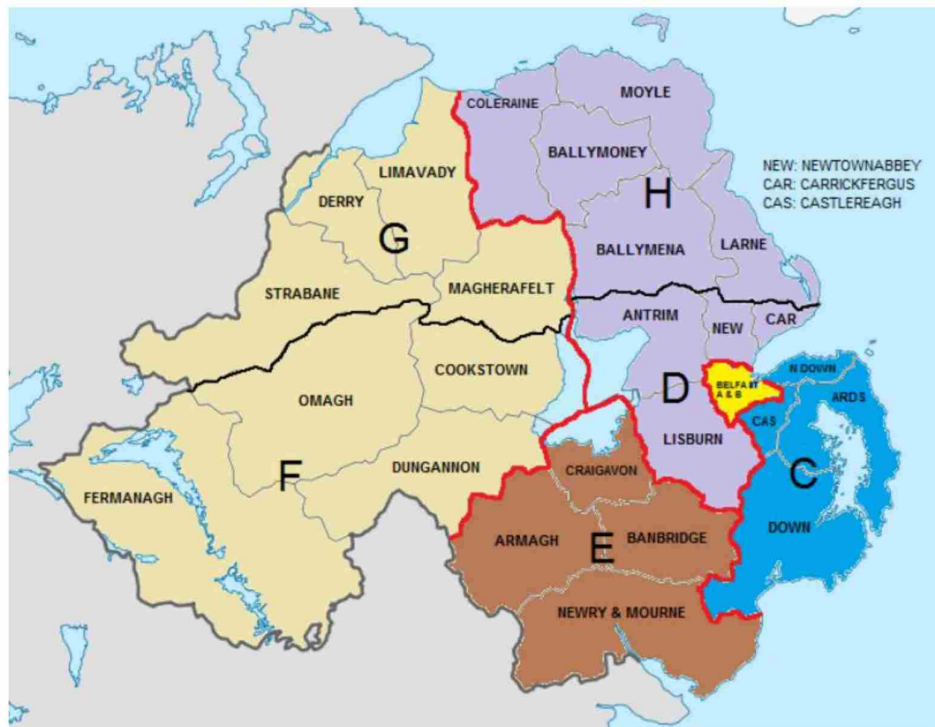 COLERAINE
MOYLE
BALLYMONEY
NEW: NEWTOWNABBEY
CAR: CARRICKFERGUS
CAS: CASTLEREAGH
LIMAVADY
DERRY
H
G
BALLYMENA
LARNE
STRABANE
MAGHERAFELT
ANTRIM
NEW
CAR
COOKSTOWN
N DOWN
BELFAST
A & B
OMAGH
D
ARDS
CAS
LISBURN
DUNGANNON
CRAIGAVON
F
C
FERMANAGH
DOWN
ARMAGH
E
BANBRIDGE
NEWRY & MOURNE